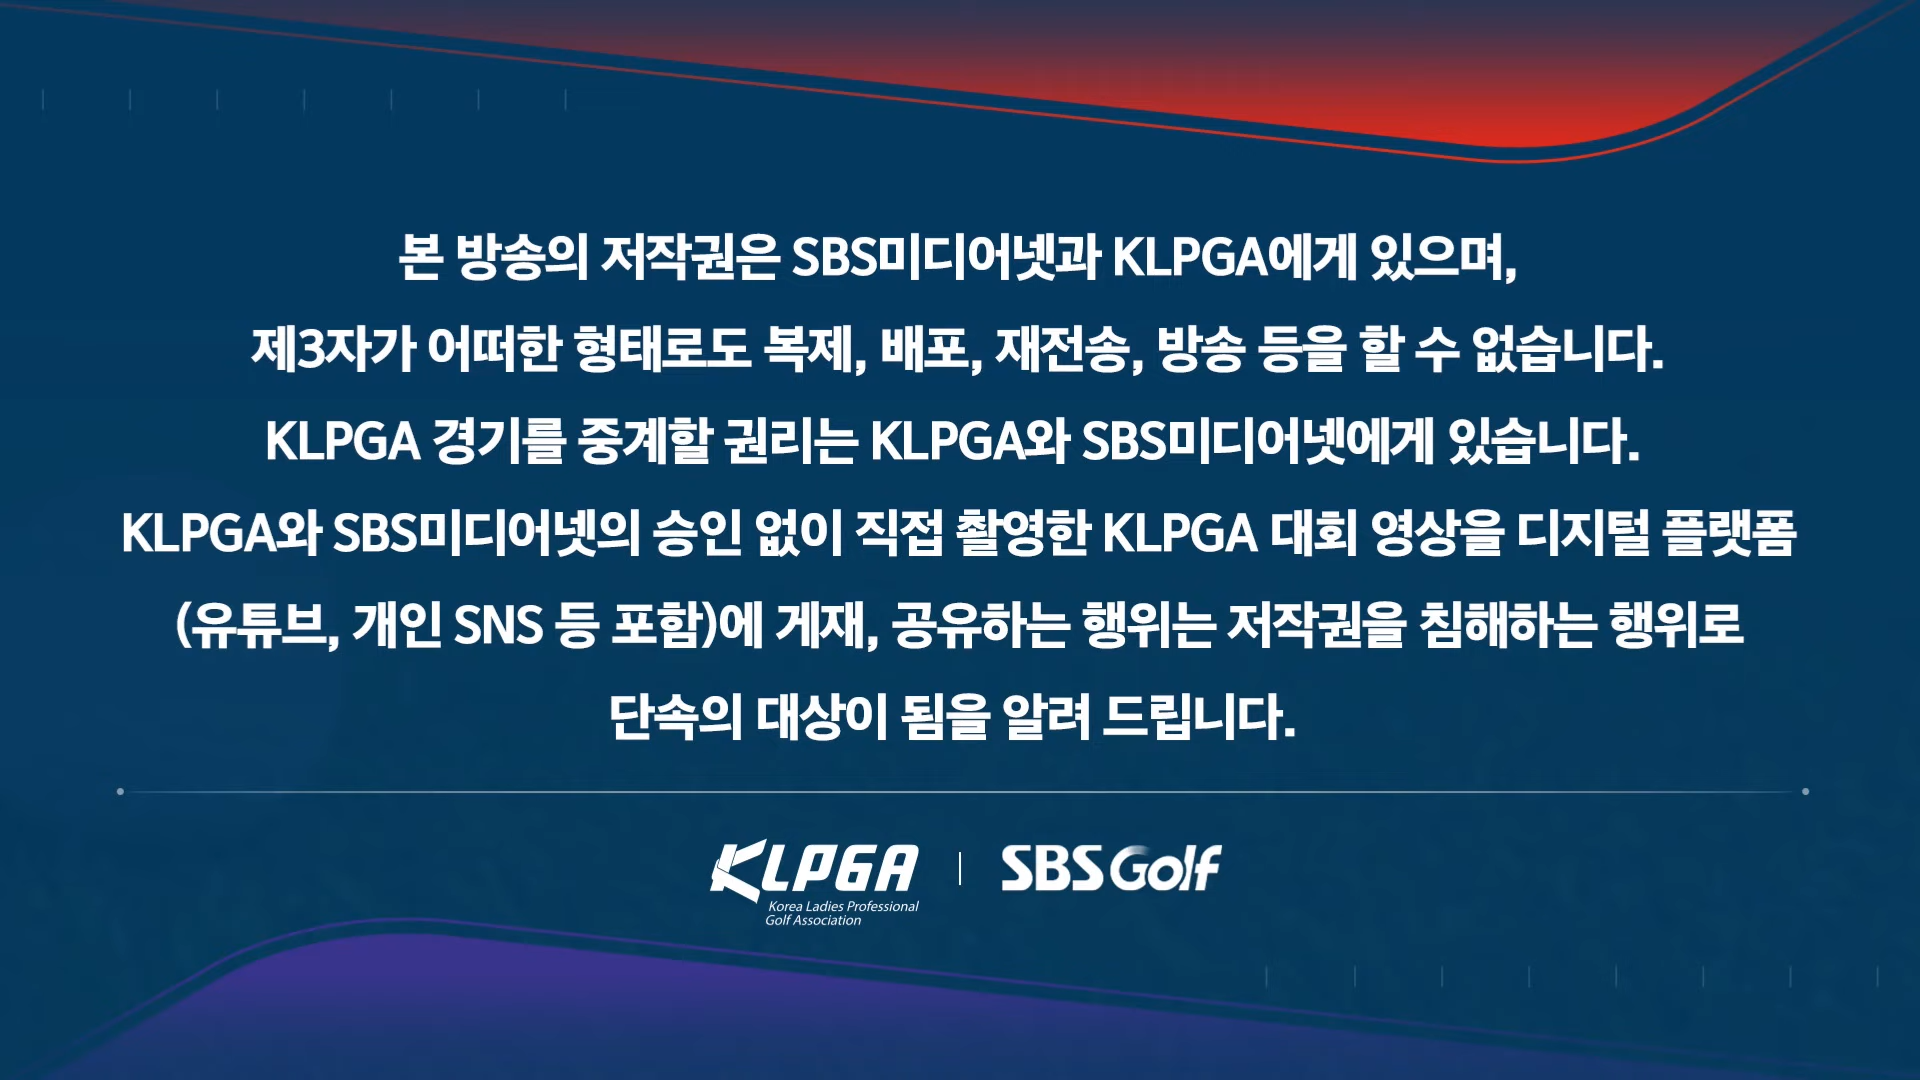 본 방송의 저작권은 SBS미디어넷과 KLPGA에게 있으며,
제3자가 어떠한 형태로도 복제, 배포, 재전송, 방송 등을 할 수 없습니다.
KLPGA 경기를 중계할 권리는 KLPGA와 SBS미디어넷에게 있습니다.
KLPGA와 SBS미디어넷의 승인 없이 직접 촬영한 KLPGA 대회 영상을 디지털 플랫폼
(유튜브, 개인 SNS 등 포함)에 게재, 공유하는 행위는 저작권을 침해하는 행위로
단속의 대상이 됨을 알려 드립니다.
KLPGA
Korea Ladies Professional
Golf Association
SBS Golf